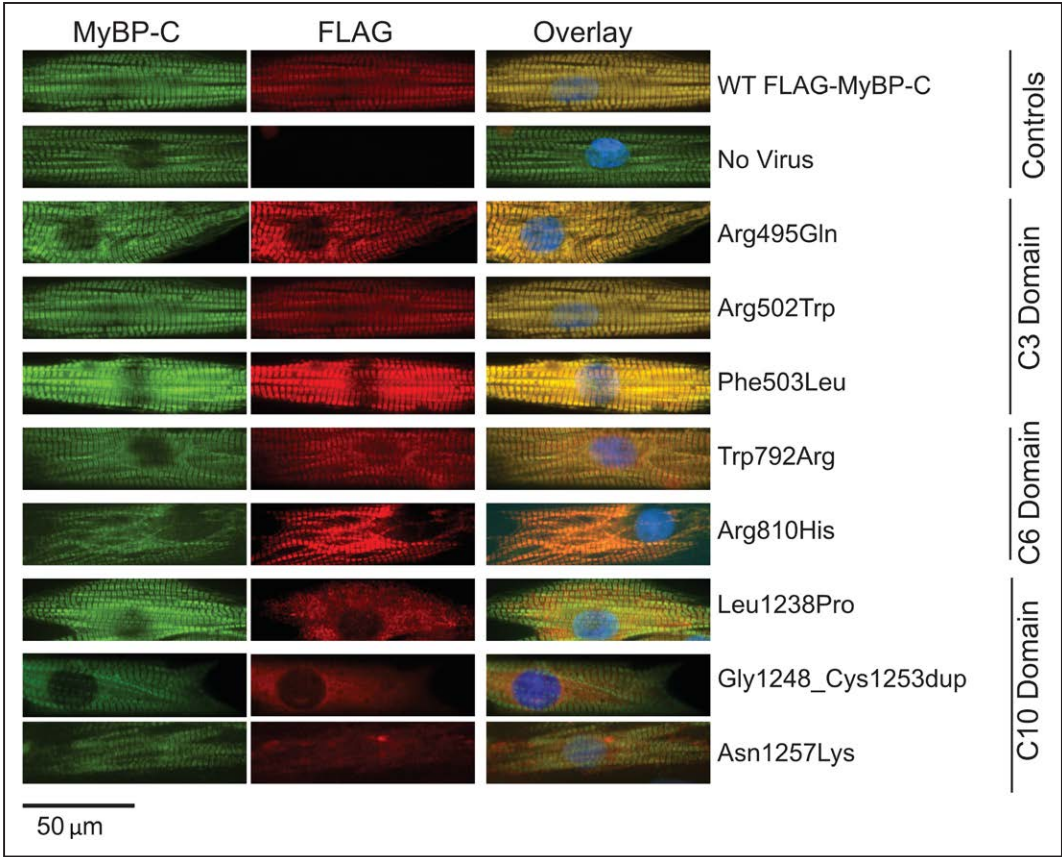 MyBP-C FLAG Overlay
WT FLAG-MyBP-C
No Virus
Controls
Arg495Gln
Arg502Trp
Phe503Leu
C3 Domain
Trp792Arg
Arg810His
C6 Domain
Leu1238Pro
Gly1248_Cys1253dup
Asn1257Lys
C10 Domain
50 μm